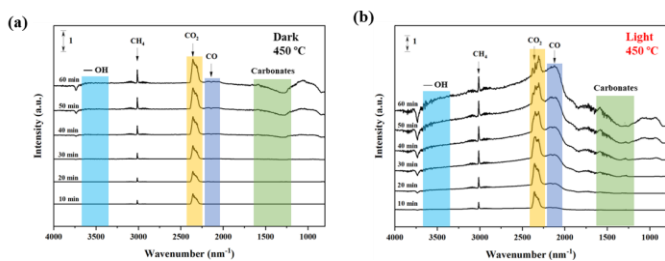 (a)
1
CH₄
CO₂
CO
Dark
450 ºC
OH
Carbonates
60 min
50 min
40 min
30 min
20 min
10 min
Intensity (a.u.)
4000 3500 3000 2500 2000 1500 1000
Wavenumber (nm⁻¹)
(b)
1
CH₄
CO₂
CO
Light
450 ºC
OH
Carbonates
60 min
50 min
40 min
30 min
20 min
10 min
Intensity (a.u.)
4000 3500 3000 2500 2000 1500 1000
Wavenumber (nm⁻¹)